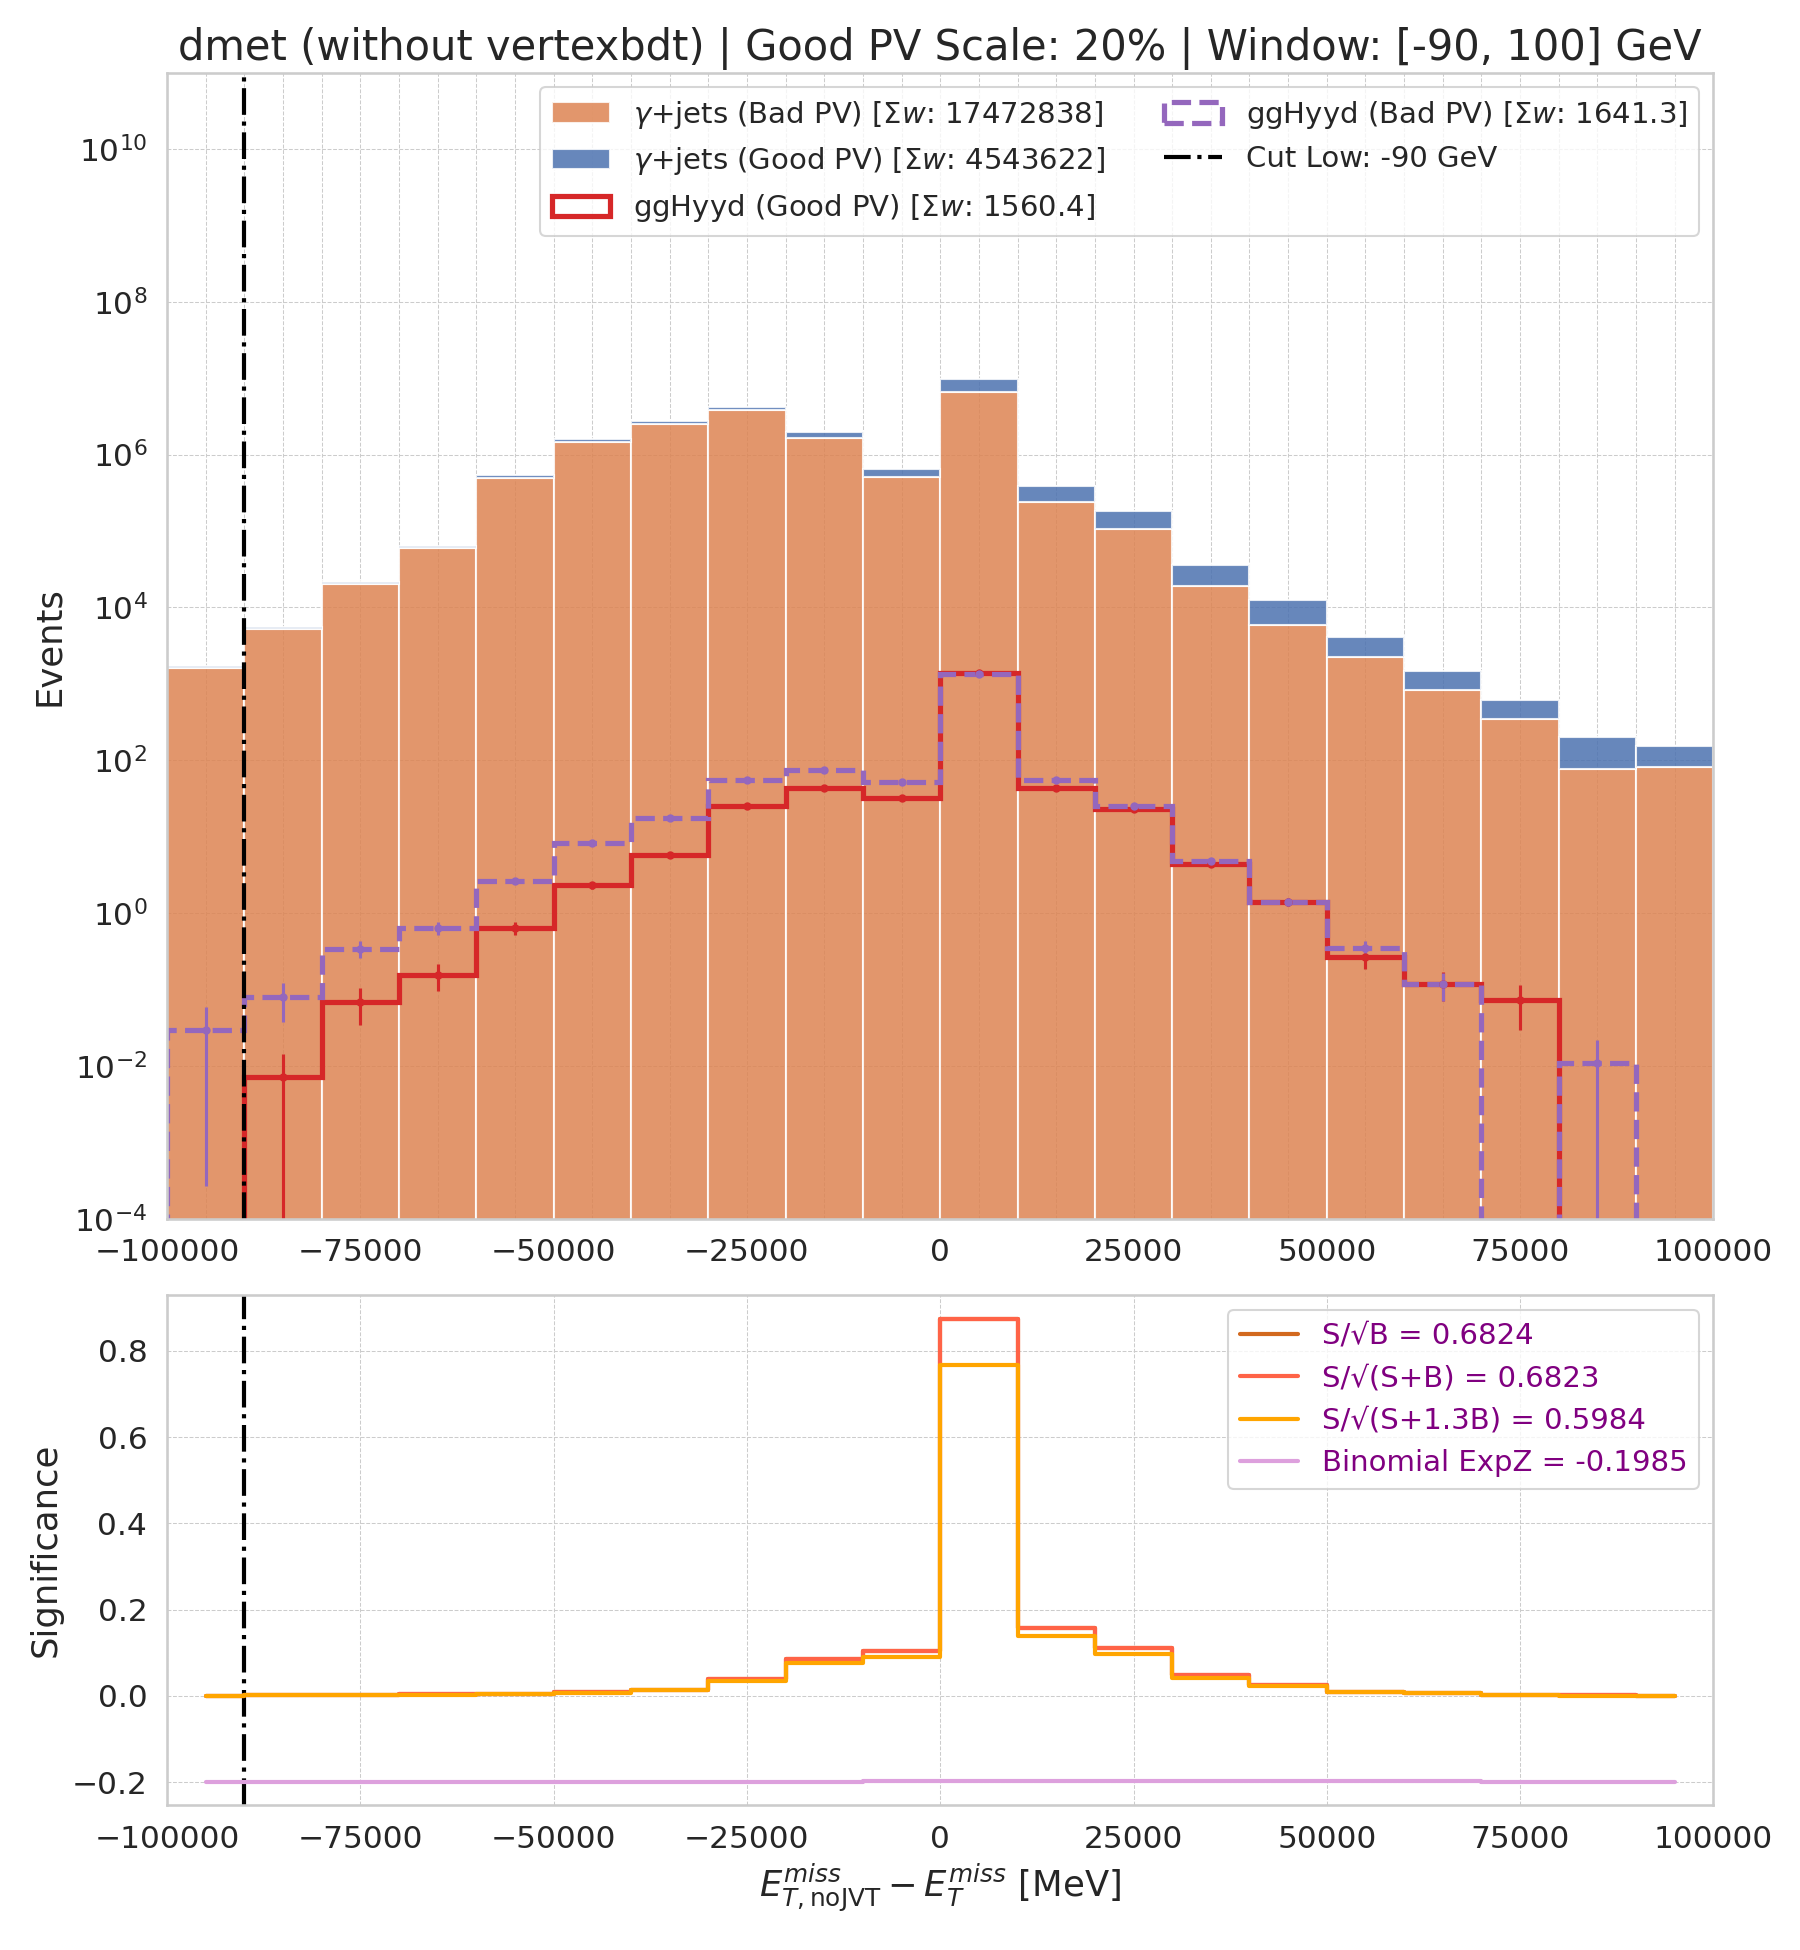 dmet (without vertexbdt) | Good PV Scale: 20% | Window: [-90, 100] GeV
γ+jets (Bad PV) [Σw: 17472838]
γ+jets (Good PV) [Σw: 4543622]
ggHyyd (Good PV) [Σw: 1560.4]
ggHyyd (Bad PV) [Σw: 1641.3]
Cut Low: -90 GeV
Events
10^10
10^8
10^6
10^4
10^2
10^0
10^−2
10^−4
−100000 −75000 −50000 −25000 0 25000 50000 75000 100000
S/√B = 0.6824
S/√(S+B) = 0.6823
S/√(S+1.3B) = 0.5984
Binomial ExpZ = -0.1985
Significance
0.8
0.6
0.4
0.2
0.0
−0.2
−100000 −75000 −50000 −25000 0 25000 50000 75000 100000
E_{T,noJVT}^{miss} − E_T^{miss} [MeV]